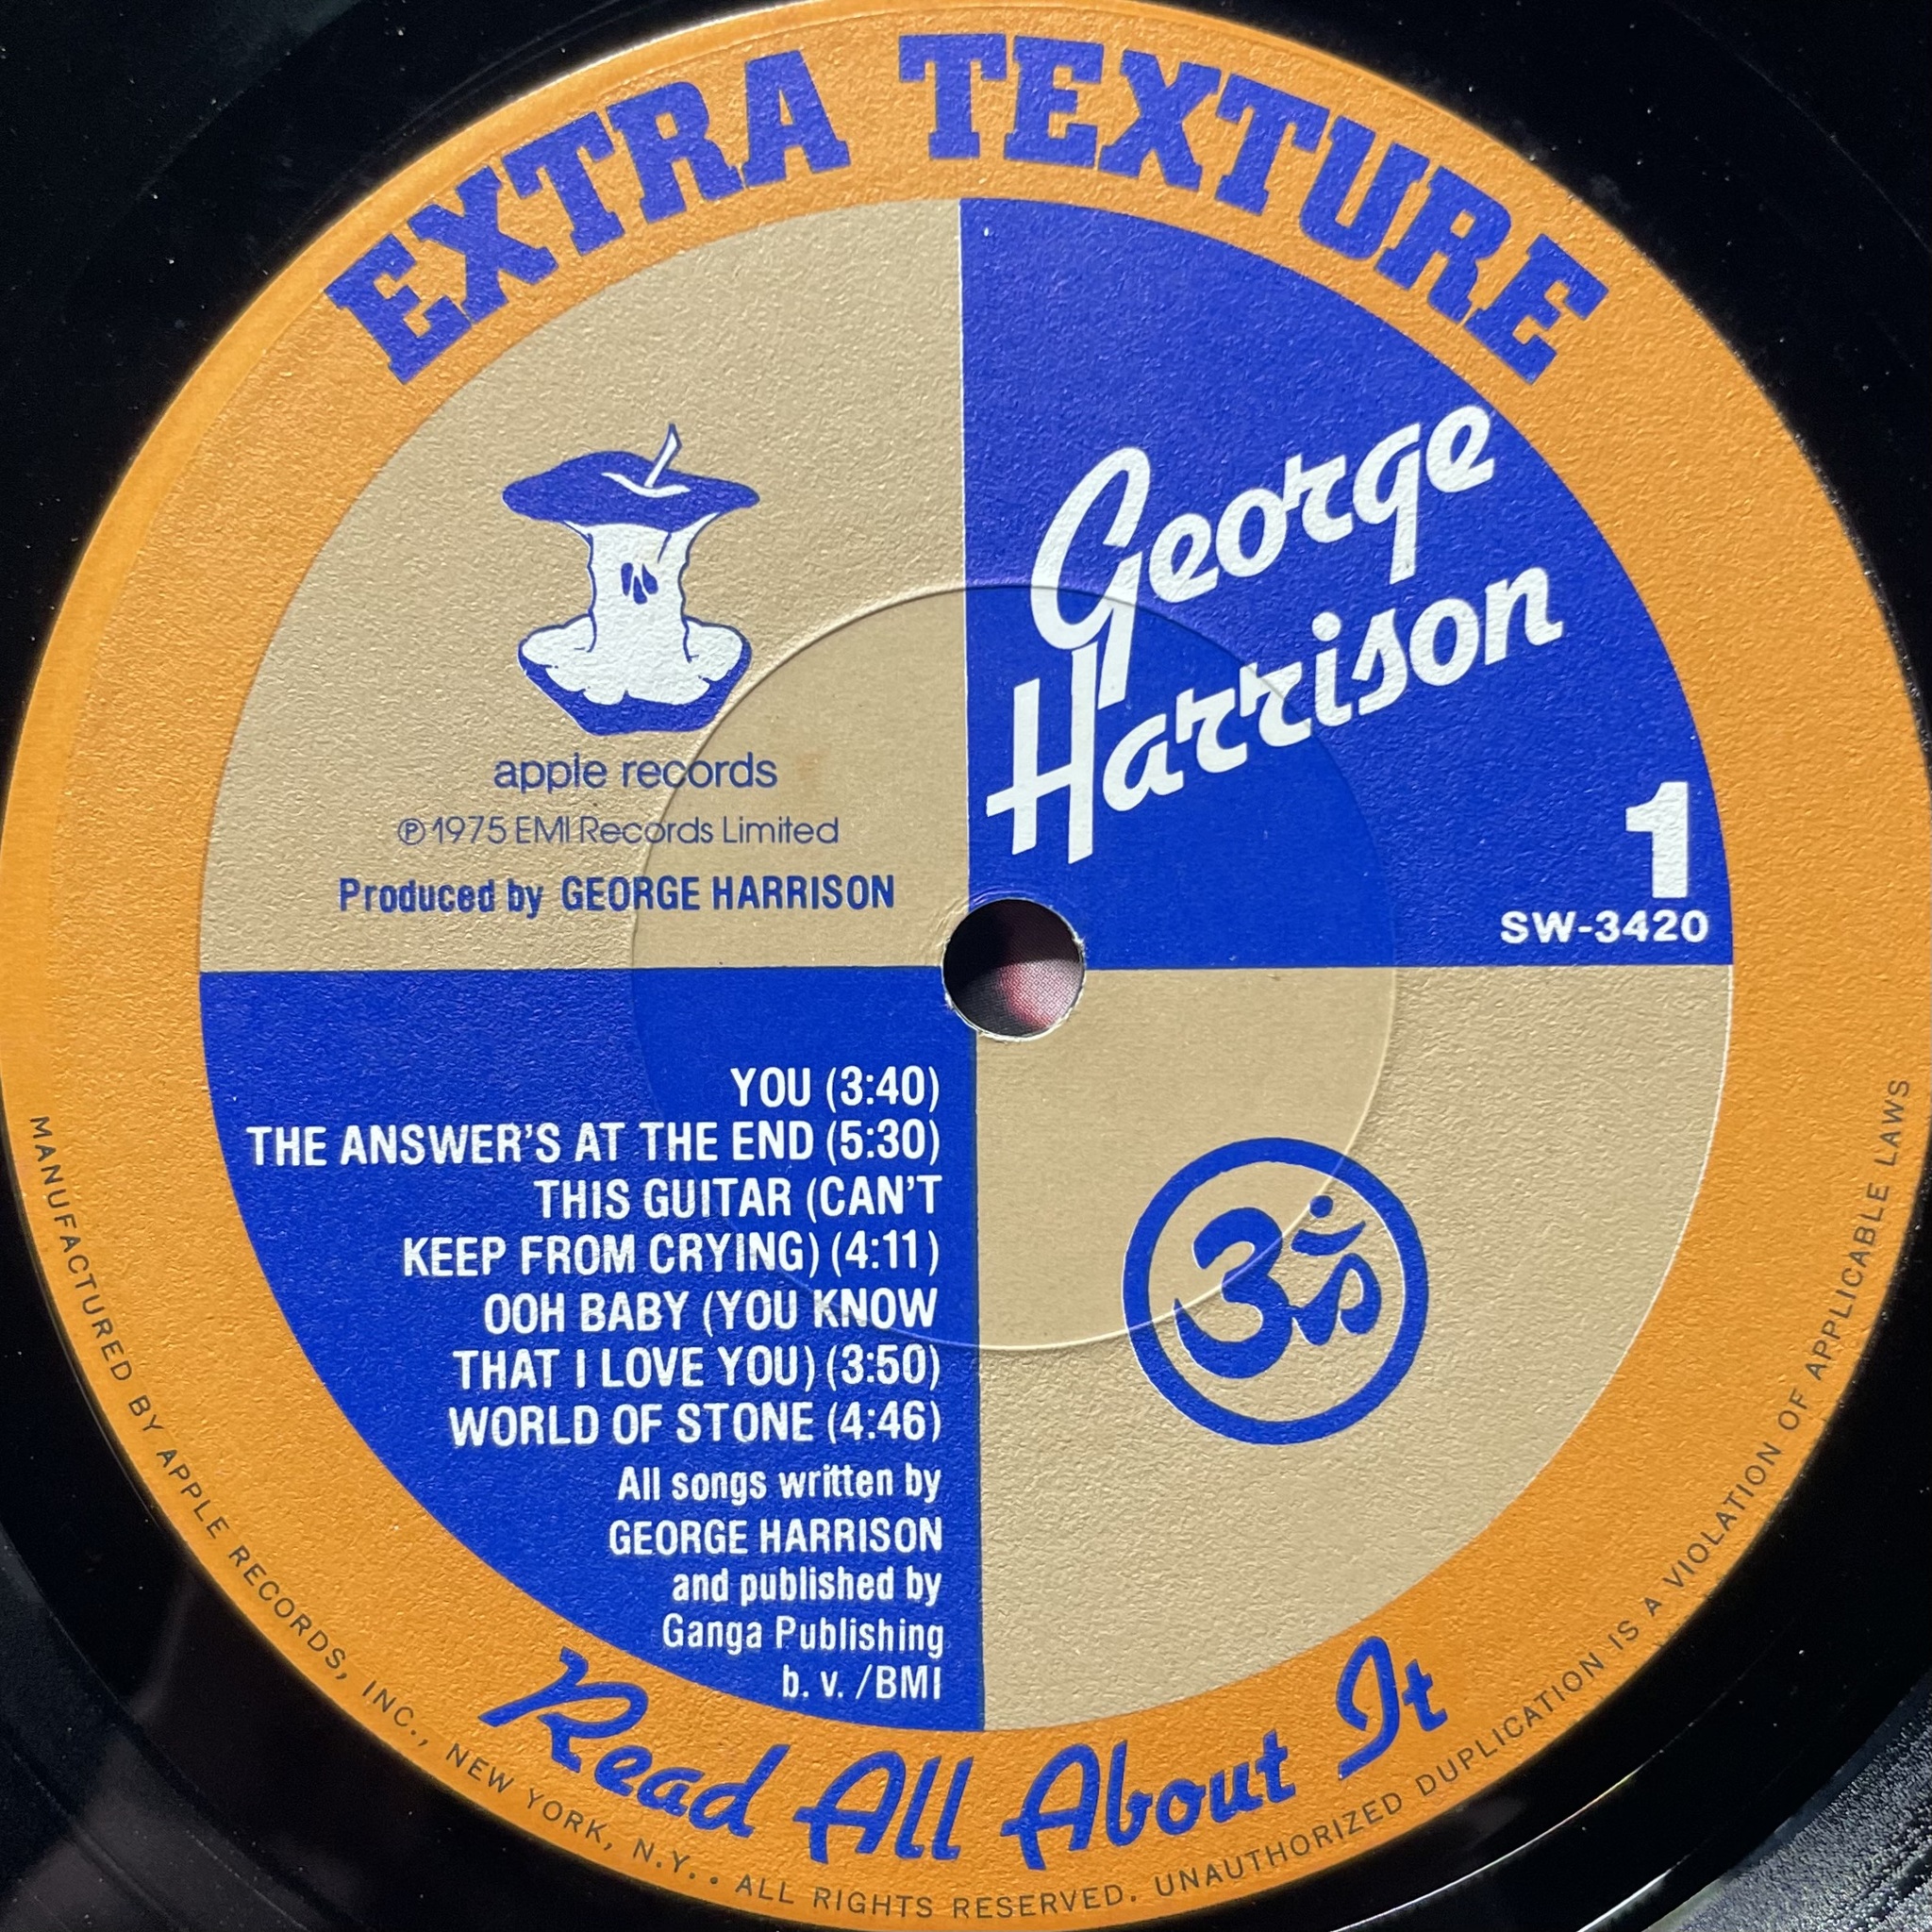 EXTRA TEXTURE
George
Harrison
apple records
℗1975 EMI Records Limited
Produced by GEORGE HARRISON
1
SW-3420
YOU (3:40)
THE ANSWER'S AT THE END (5:30)
THIS GUITAR (CAN'T
KEEP FROM CRYING) (4:11)
OOH BABY (YOU KNOW
THAT I LOVE YOU) (3:50)
WORLD OF STONE (4:46)
All songs written by
GEORGE HARRISON
and published by
Ganga Publishing
b. v. /BMI
ॐ
Read All About It
MANUFACTURED BY APPLE RECORDS, INC., NEW YORK, N.Y. • ALL RIGHTS RESERVED. UNAUTHORIZED DUPLICATION IS A VIOLATION OF APPLICABLE LAWS